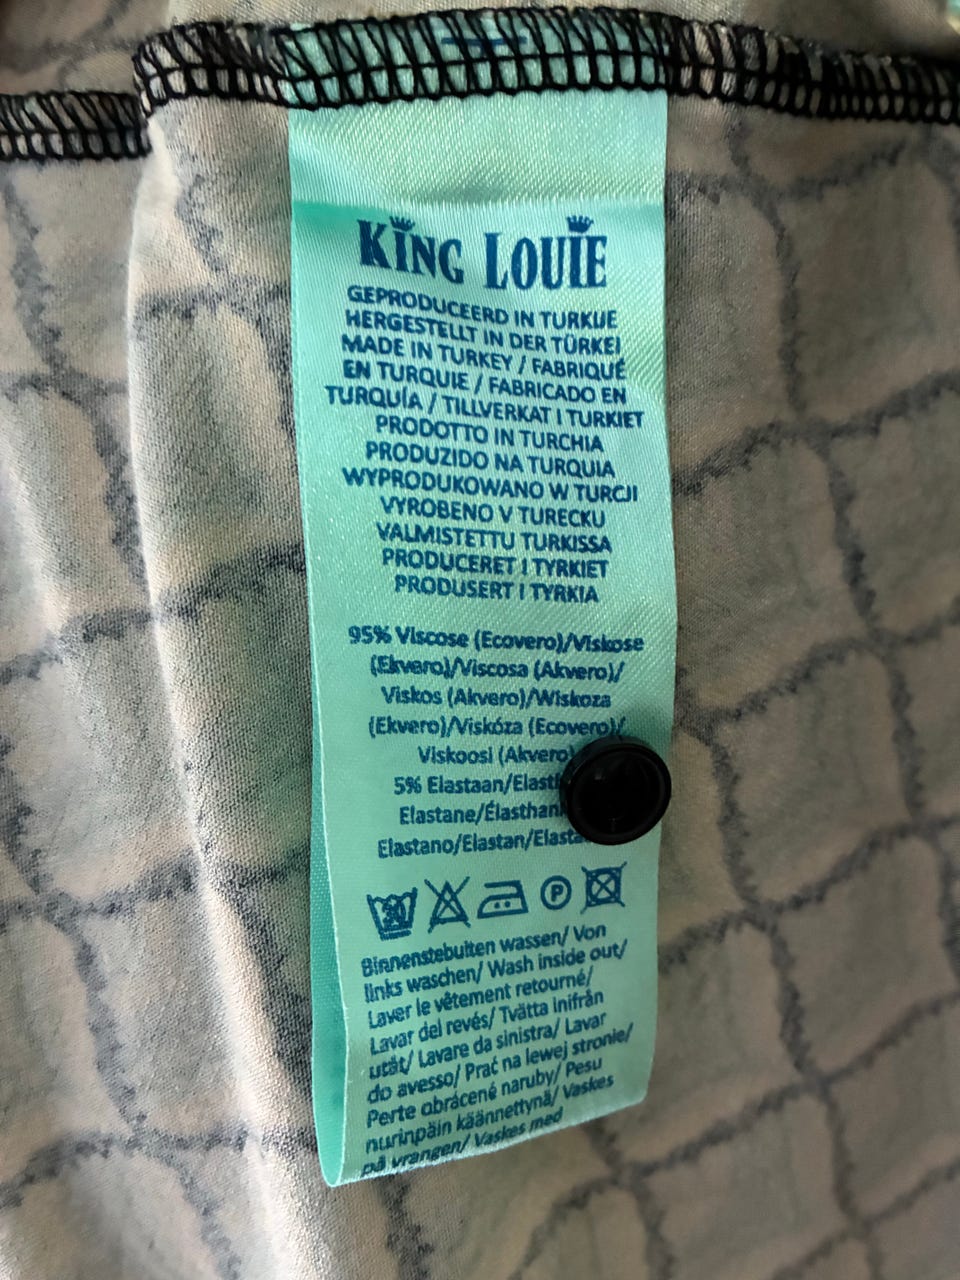 KING LOUIE
GEPRODUCEERD IN TURKIJE
HERGESTELLT IN DER TÜRKEI
MADE IN TURKEY / FABRIQUÉ
EN TURQUIE / FABRICADO EN
TURQUÍA / TILLVERKAT I TURKIET
PRODOTTO IN TURCHIA
PRODUZIDO NA TURQUIA
WYPRODUKOWANO W TURCJI
VYROBENO V TURECKU
VALMISTETTU TURKISSA
PRODUCERET I TYRKIET
PRODUSERT I TYRKIA
95% Viscose (Ecovero)/Viskose
(Ekvero)/Viscosa (Akvero)/
Viskos (Akvero)/Wiskoza
(Ekvero)/Viskóza (Ecovero)/
Viskoosi (Akvero)
5% Elastaan/
Elastane/Élasthan
Elastano/Elastan/
30
P
Binnenstebuiten wassen/ Von
links waschen/ Wash inside out/
Laver le vêtement retourné/
Lavar del revés/ Tvätta inifrån
utåt/ Lavare da sinistra/ Lavar
do avesso/ Prać na lewej stronie/
Perte obrácené naruby/ Pesu
nurinpäin käännettynä/ Vaskes
på vrangen/ Vaskes med